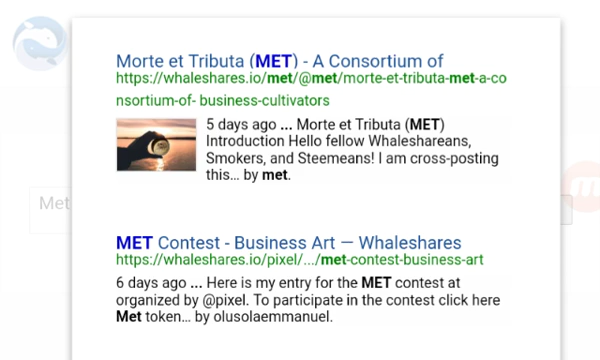 Morte et Tributa (MET) - A Consortium of
https://whaleshares.io/met/@met/morte-et-tributa-met-a-co
nsortium-of- business-cultivators
5 days ago ... Morte et Tributa (MET)
Introduction Hello fellow Whaleshareans,
Smokers, and Steemeans! I am cross-posting
this... by met.
Met
m
MET Contest - Business Art — Whaleshares
https://whaleshares.io/pixel/.../met-contest-business-art
6 days ago ... Here is my entry for the MET contest at
organized by @pixel. To participate in the contest click here
Met token... by olusolaemmanuel.